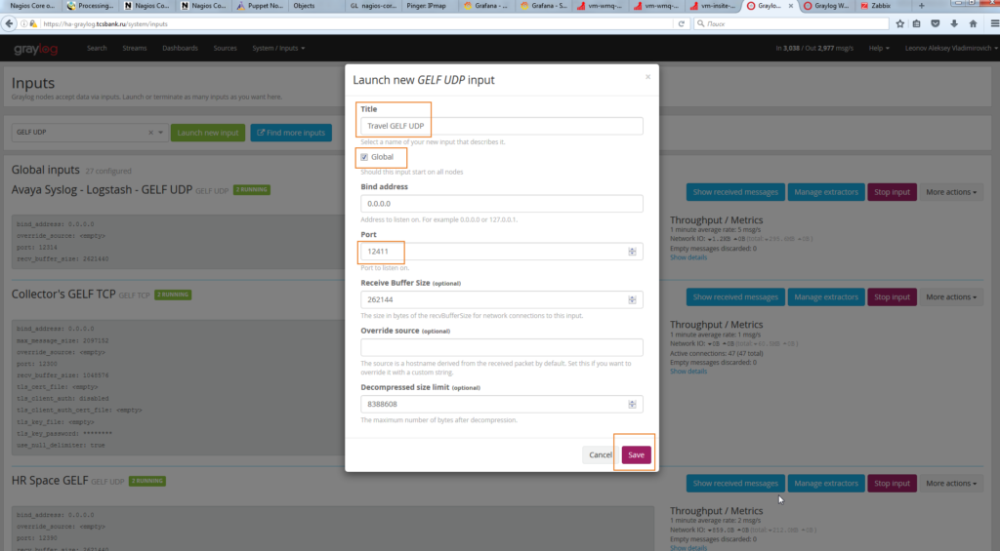 Nagios Core o...
Processing...
Nagios Co...
Nagios Core...
Puppet No...
Objects
GL nagios-cor...
Pinger: IPmap
Grafana - ...
Grafana - S...
vm-wmq-...
vm-wmq-...
vm-insite-...
Graylo...
Graylog W...
Zabbix
https://ha-graylog.tcsbank.ru/system/inputs
Поиск
graylog
Search
Streams
Dashboards
Sources
System / Inputs
In 3,038 / Out 2,977 msg/s
Help
Leonov Aleksey Vladimirovich
Inputs
Graylog nodes accept data via inputs. Launch or terminate as many inputs as you want here.
GELF UDP
Launch new input
Find more inputs
Global inputs 27 configured
Avaya Syslog - Logstash - GELF UDP GELF UDP 2 RUNNING
Show received messages
Manage extractors
Stop input
More actions
bind_address: 0.0.0.0
override_source: <empty>
port: 12314
recv_buffer_size: 2621440
Throughput / Metrics
1 minute average rate: 5 msg/s
Empty messages discarded: 0
Show details
Collector's GELF TCP GELF TCP 2 RUNNING
Show received messages
Manage extractors
Stop input
More actions
bind_address: 0.0.0.0
max_message_size: 2097152
override_source: <empty>
port: 12300
recv_buffer_size: 1048576
tls_cert_file: <empty>
tls_client_auth: disabled
tls_client_auth_cert_file: <empty>
tls_key_file: <empty>
tls_key_password: ********
use_null_delimiter: true
Throughput / Metrics
1 minute average rate: 1 msg/s
Active connections: 47 (47 total)
Empty messages discarded: 0
Show details
HR Space GELF GELF UDP 2 RUNNING
Show received messages
Manage extractors
Stop input
More actions
bind_address: 0.0.0.0
override_source: <empty>
port: 12380
recv_buffer_size: 2621440
Throughput / Metrics
1 minute average rate: 2 msg/s
Empty messages discarded: 0
Show details
Launch new GELF UDP input
×
Title
Travel GELF UDP
Select a name of your new input that describes it.
Global
Should this input start on all nodes
Bind address
0.0.0.0
Address to listen on. For example 0.0.0.0 or 127.0.0.1.
Port
12411
Port to listen on.
Receive Buffer Size (optional)
262144
The size in bytes of the recvBufferSize for network connections to this input.
Override source (optional)
The source is a hostname derived from the received packet by default. Set this if you want to
override it with a custom string.
Decompressed size limit (optional)
8388608
The maximum number of bytes after decompression.
Cancel
Save